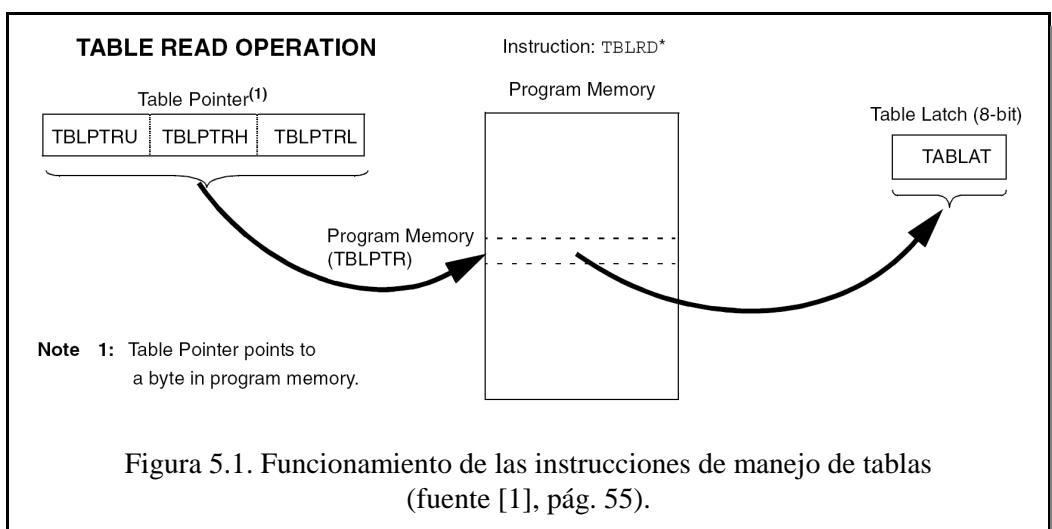 TABLE READ OPERATION
Instruction: TBLRD*
Table Pointer(1)
Program Memory
Table Latch (8-bit)
TBLPTRU TBLPTRH TBLPTRL
TABLAT
Program Memory
(TBLPTR)
Note 1: Table Pointer points to
a byte in program memory.
Figura 5.1. Funcionamiento de las instrucciones de manejo de tablas
(fuente [1], pág. 55).